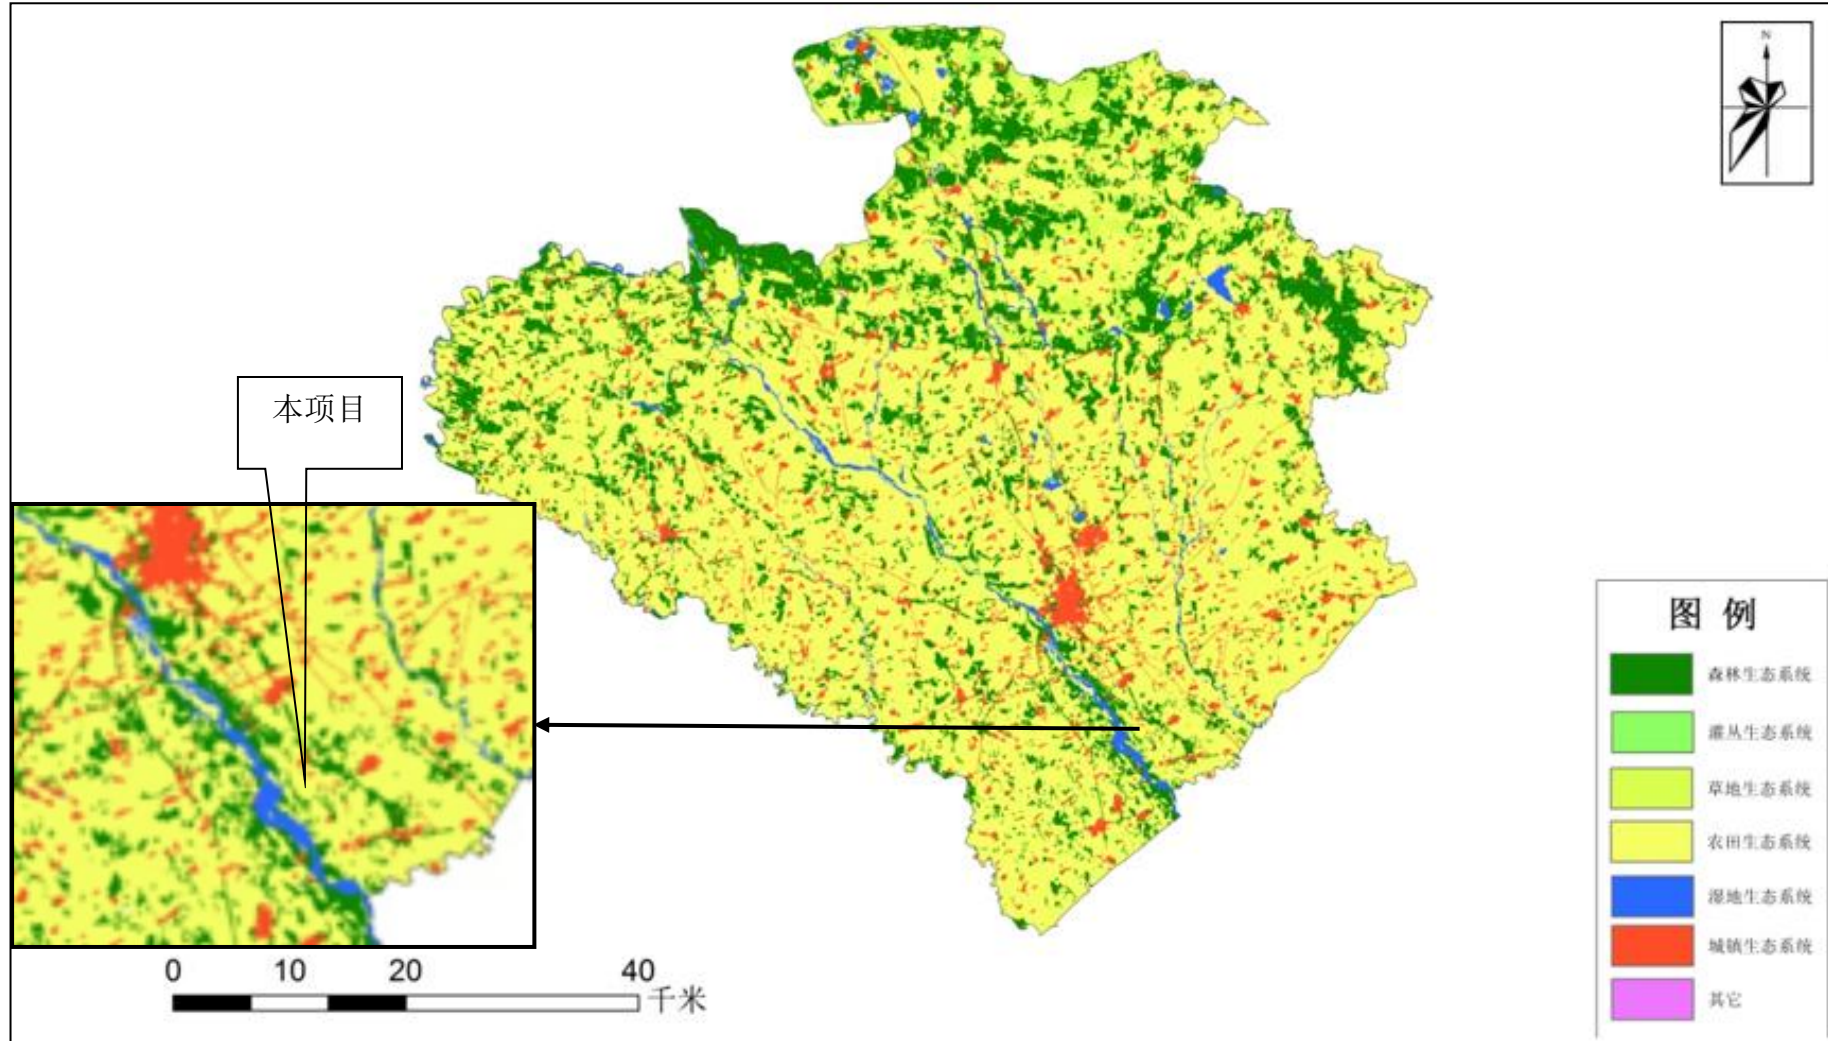 N
本项目
0 10 20 40
千米
图 例
森林生态系统
灌丛生态系统
草地生态系统
农田生态系统
湿地生态系统
城镇生态系统
其它